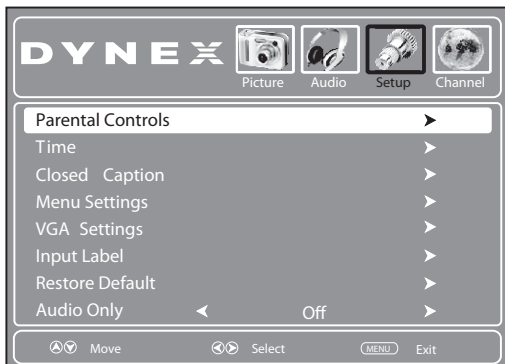 DYNEX
Picture Audio Setup Channel
Parental Controls
Time
Closed Caption
Menu Settings
VGA Settings
Input Label
Restore Default
Audio Only Off
Move Select MENU Exit